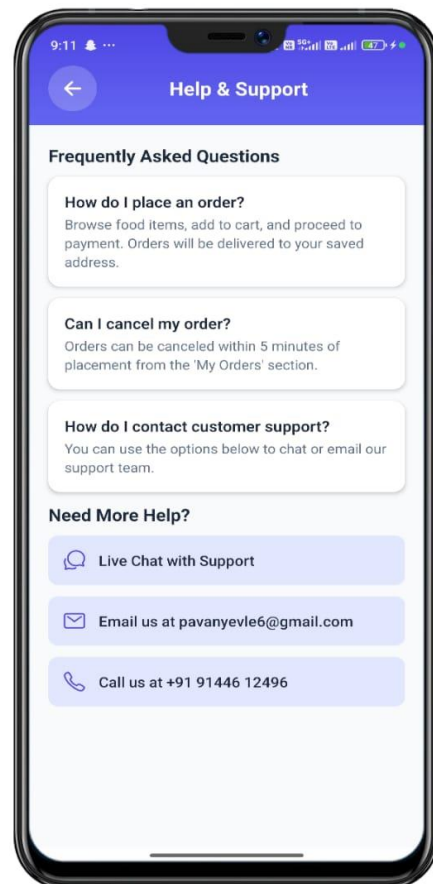 9:11
Help & Support
Frequently Asked Questions
How do I place an order?
Browse food items, add to cart, and proceed to
payment. Orders will be delivered to your saved
address.
Can I cancel my order?
Orders can be canceled within 5 minutes of
placement from the 'My Orders' section.
How do I contact customer support?
You can use the options below to chat or email our
support team.
Need More Help?
Live Chat with Support
Email us at pavanyevle6@gmail.com
Call us at +91 91446 12496